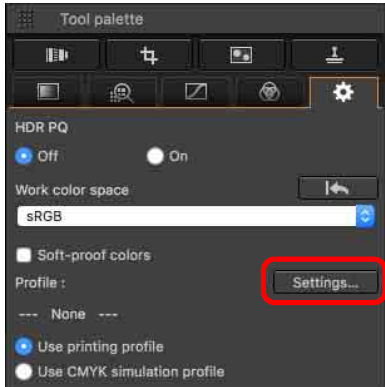 Tool palette
HDR PQ
Off On
Work color space
sRGB
Soft-proof colors
Profile : Settings...
--- None ---
Use printing profile
Use CMYK simulation profile